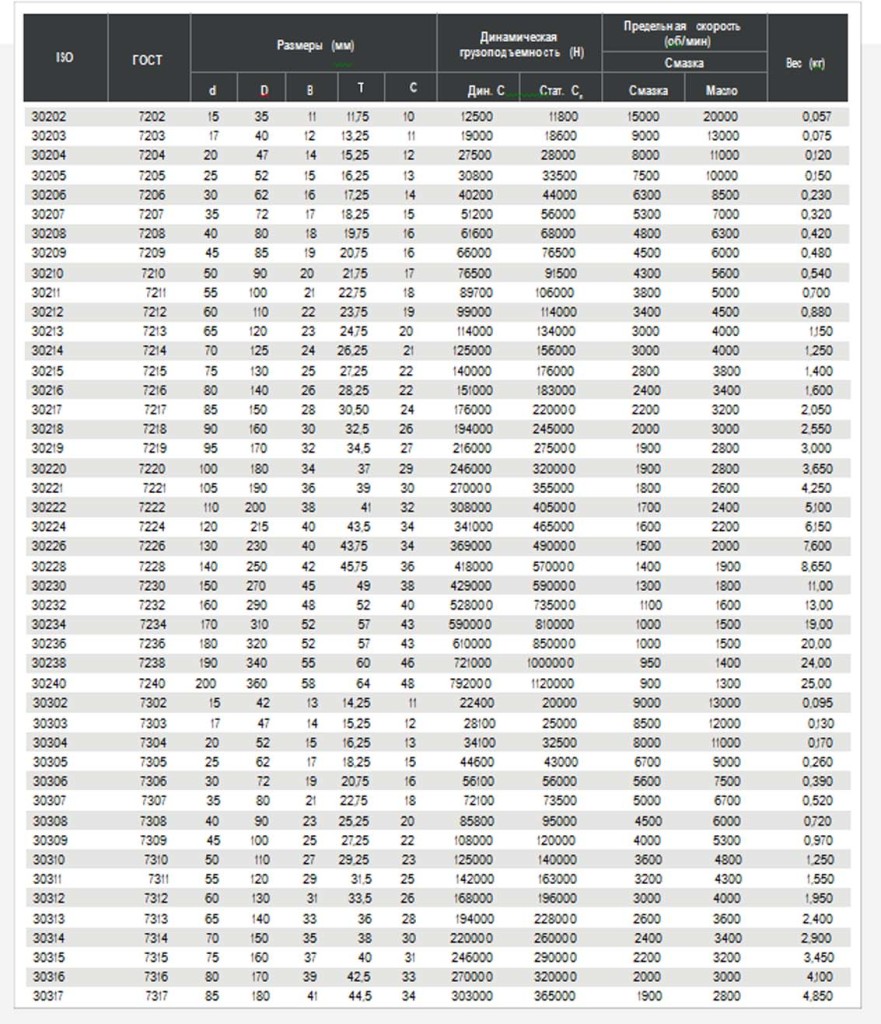 ISO ГОСТ Размеры (мм) Динамическая грузоподъемность (Н) Предельная скорость (об/мин) Вес (кг)
Смазка
d D B T C Дин. С Стат. С₀ Смазка Масло
30202 7202 15 35 11 11,75 10 12500 11800 15000 20000 0,057
30203 7203 17 40 12 13,25 11 19000 18600 9000 13000 0,075
30204 7204 20 47 14 15,25 12 27500 28000 8000 11000 0,120
30205 7205 25 52 15 16,25 13 30800 33500 7500 10000 0,150
30206 7206 30 62 16 17,25 14 40200 44000 6300 8500 0,230
30207 7207 35 72 17 18,25 15 51200 56000 5300 7000 0,320
30208 7208 40 80 18 19,75 16 61600 68000 4800 6300 0,420
30209 7209 45 85 19 20,75 16 66000 76500 4500 6000 0,480
30210 7210 50 90 20 21,75 17 76500 91500 4300 5600 0,540
30211 7211 55 100 21 22,75 18 89700 106000 3800 5000 0,700
30212 7212 60 110 22 23,75 19 99000 114000 3400 4500 0,880
30213 7213 65 120 23 24,75 20 114000 134000 3000 4000 1,150
30214 7214 70 125 24 26,25 21 125000 156000 3000 4000 1,250
30215 7215 75 130 25 27,25 22 140000 176000 2800 3800 1,400
30216 7216 80 140 26 28,25 22 151000 183000 2400 3400 1,600
30217 7217 85 150 28 30,50 24 176000 220000 2200 3200 2,050
30218 7218 90 160 30 32,5 26 194000 245000 2000 3000 2,550
30219 7219 95 170 32 34,5 27 216000 275000 1900 2800 3,000
30220 7220 100 180 34 37 29 246000 320000 1900 2800 3,650
30221 7221 105 190 36 39 30 270000 355000 1800 2600 4,250
30222 7222 110 200 38 41 32 308000 405000 1700 2400 5,100
30224 7224 120 215 40 43,5 34 341000 465000 1600 2200 6,150
30226 7226 130 230 40 43,75 34 369000 490000 1500 2000 7,600
30228 7228 140 250 42 45,75 36 418000 570000 1400 1900 8,650
30230 7230 150 270 45 49 38 429000 590000 1300 1800 11,00
30232 7232 160 290 48 52 40 528000 735000 1100 1600 13,00
30234 7234 170 310 52 57 43 590000 810000 1000 1500 19,00
30236 7236 180 320 52 57 43 610000 850000 1000 1500 20,00
30238 7238 190 340 55 60 46 721000 1000000 950 1400 24,00
30240 7240 200 360 58 64 48 792000 1120000 900 1300 25,00
30302 7302 15 42 13 14,25 11 22400 20000 9000 13000 0,095
30303 7303 17 47 14 15,25 12 28100 25000 8500 12000 0,130
30304 7304 20 52 15 16,25 13 34100 32500 8000 11000 0,170
30305 7305 25 62 17 18,25 15 44600 43000 6700 9000 0,260
30306 7306 30 72 19 20,75 16 56100 56000 5600 7500 0,390
30307 7307 35 80 21 22,75 18 72100 73500 5000 6700 0,520
30308 7308 40 90 23 25,25 20 85800 95000 4500 6000 0,720
30309 7309 45 100 25 27,25 22 108000 120000 4000 5300 0,970
30310 7310 50 110 27 29,25 23 125000 140000 3600 4800 1,250
30311 7311 55 120 29 31,5 25 142000 163000 3200 4300 1,550
30312 7312 60 130 31 33,5 26 168000 196000 3000 4000 1,950
30313 7313 65 140 33 36 28 194000 228000 2600 3600 2,400
30314 7314 70 150 35 38 30 220000 260000 2400 3400 2,900
30315 7315 75 160 37 40 31 246000 290000 2200 3200 3,450
30316 7316 80 170 39 42,5 33 270000 320000 2000 3000 4,100
30317 7317 85 180 41 44,5 34 303000 365000 1900 2800 4,850